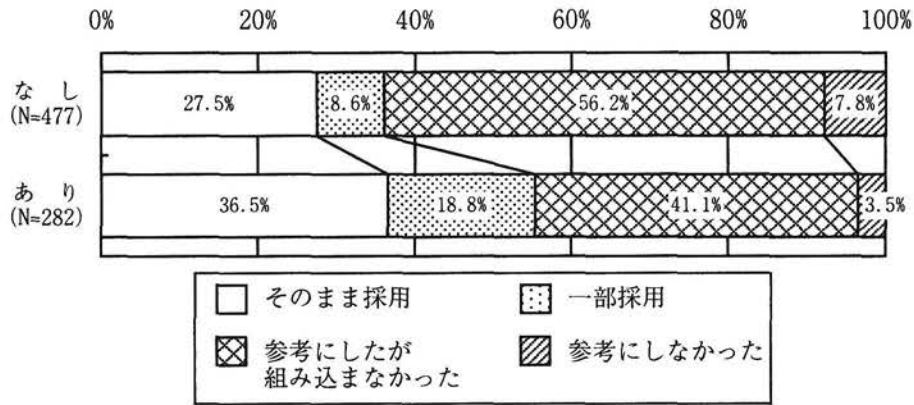 0% 20% 40% 60% 80% 100%
なし
(N=477)
27.5% 8.6% 56.2% 7.8%
あり
(N=282)
36.5% 18.8% 41.1% 3.5%
そのまま採用 一部採用
参考にしたが 参考にしなかった
組み込まなかった